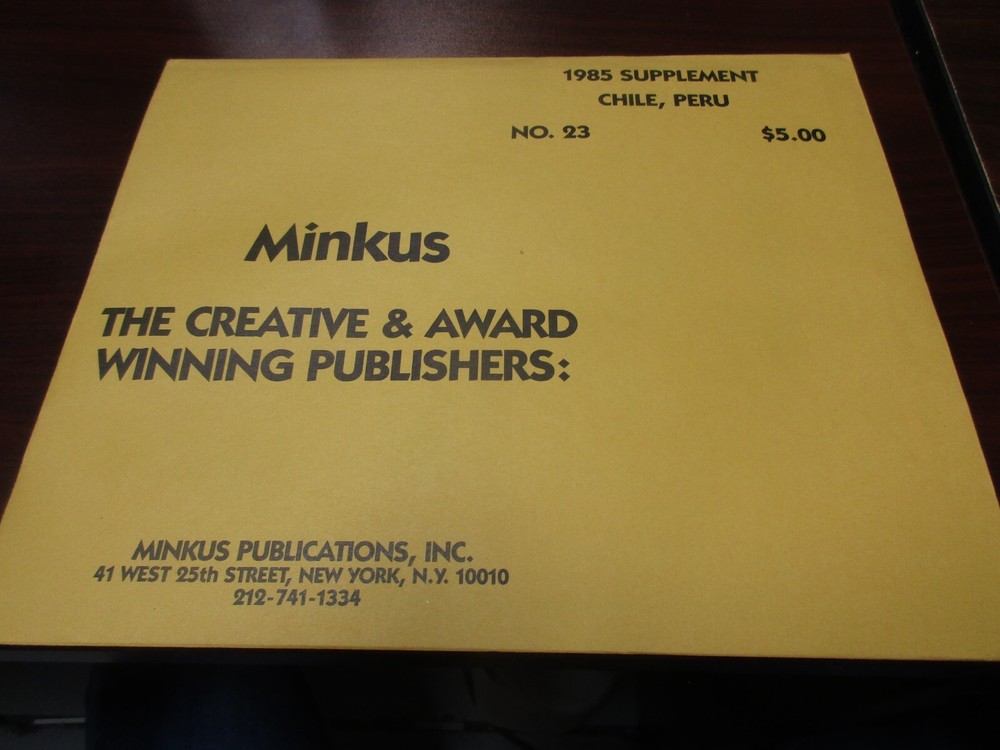 1985 SUPPLEMENT
CHILE, PERU
NO. 23 $5.00
Minkus
THE CREATIVE & AWARD
WINNING PUBLISHERS:
MINKUS PUBLICATIONS, INC.
41 WEST 25th STREET, NEW YORK, N.Y. 10010
212-741-1334